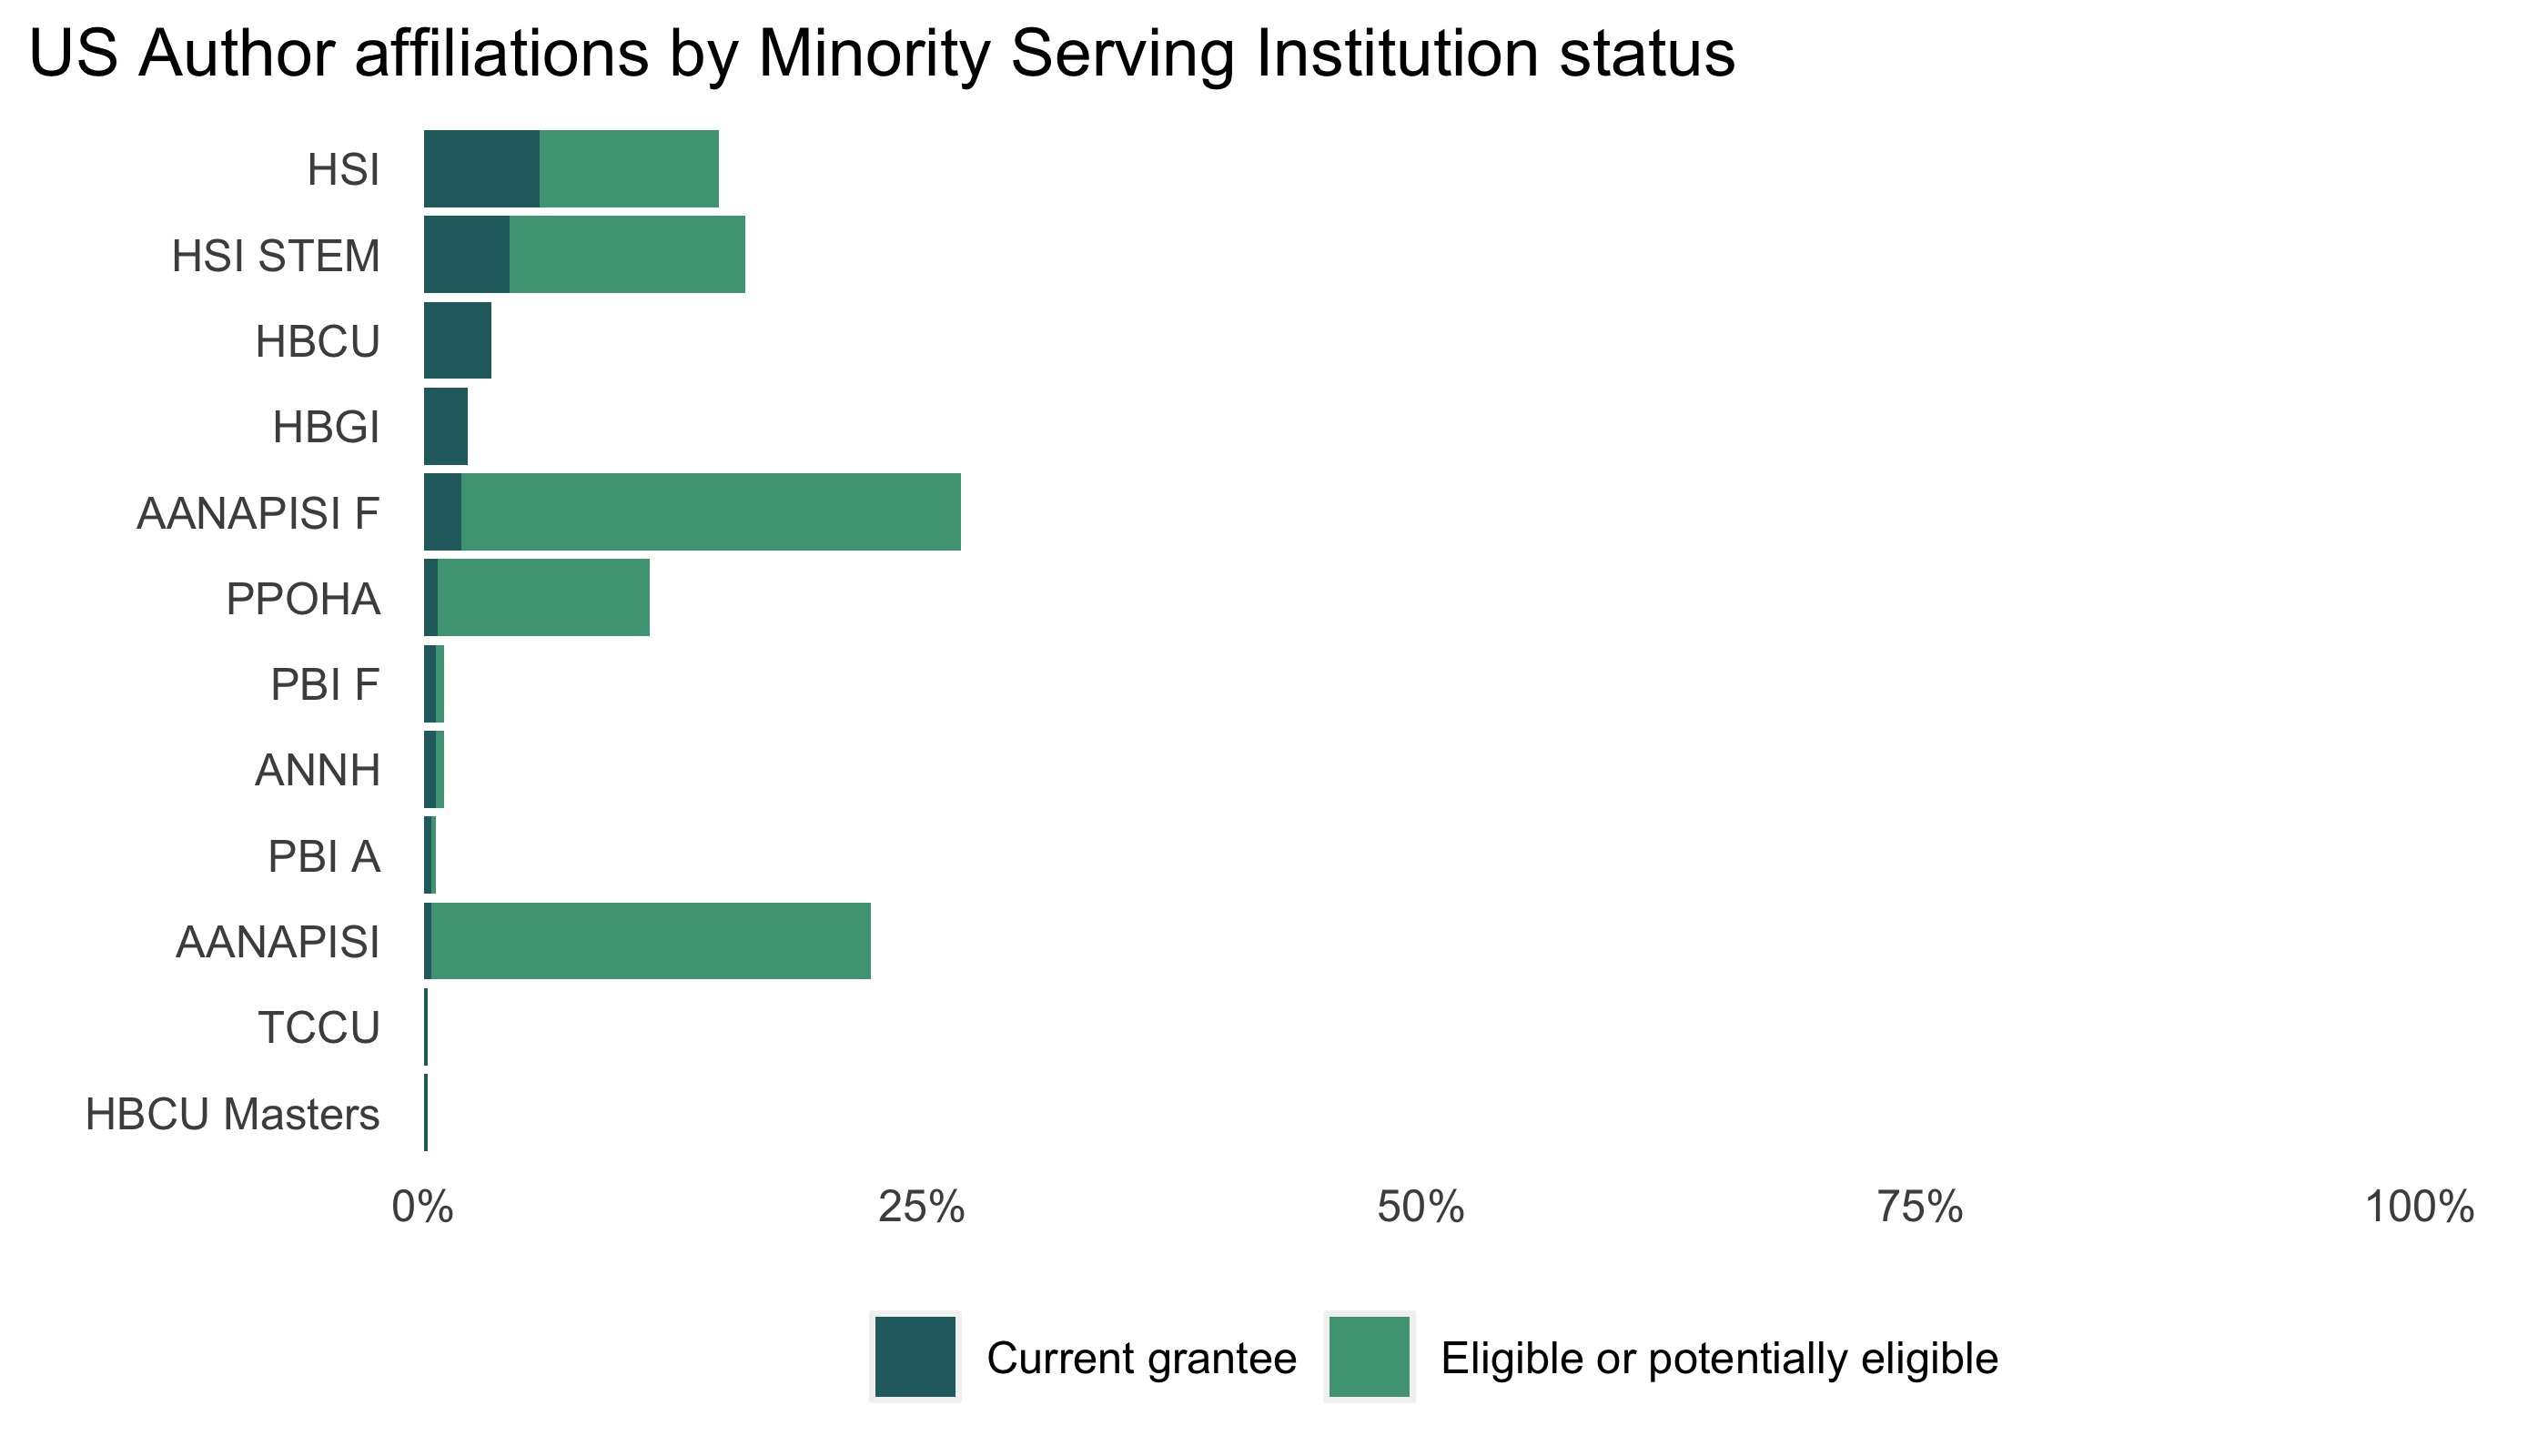 US Author affiliations by Minority Serving Institution status
HSI
HSI STEM
HBCU
HBGI
AANAPISI F
PPOHA
PBI F
ANNH
PBI A
AANAPISI
TCCU
HBCU Masters
0% 25% 50% 75% 100%
Current grantee Eligible or potentially eligible